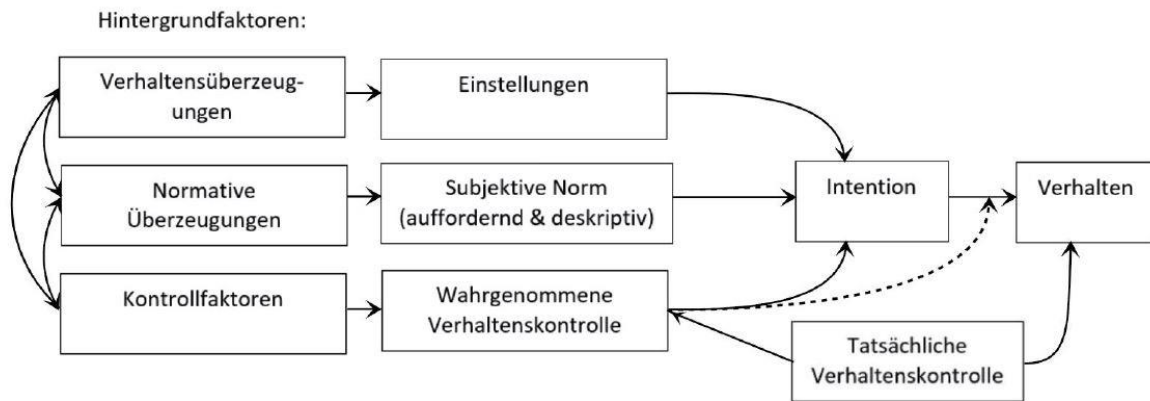 Hintergrundfaktoren:
Verhaltensüberzeug-
ungen
Einstellungen
Normative
Überzeugungen
Subjektive Norm
(auffordernd & deskriptiv)
Intention
Verhalten
Kontrollfaktoren
Wahrgenommene
Verhaltenskontrolle
Tatsächliche
Verhaltenskontrolle